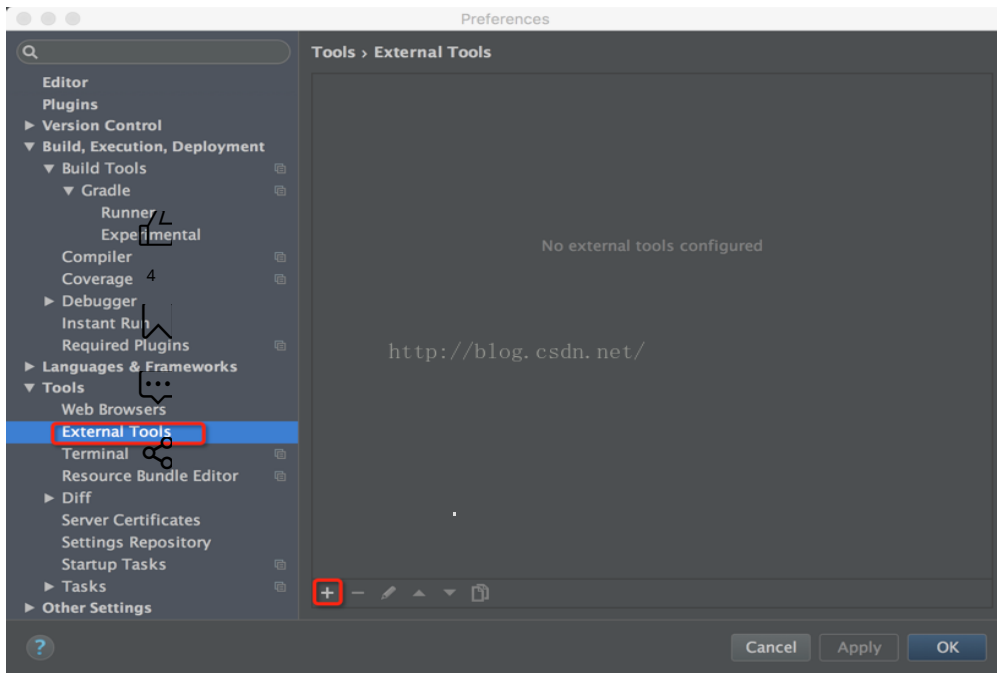 Preferences
Tools › External Tools
Editor
Plugins
Version Control
Build, Execution, Deployment
Build Tools
Gradle
Runner
Experimental
Compiler
Coverage 4
Debugger
Instant Run
Required Plugins
Languages & Frameworks
Tools
Web Browsers
External Tools
Terminal
Resource Bundle Editor
Diff
Server Certificates
Settings Repository
Startup Tasks
Tasks
Other Settings
No external tools configured
http://blog.csdn.net/
?
Cancel
Apply
OK